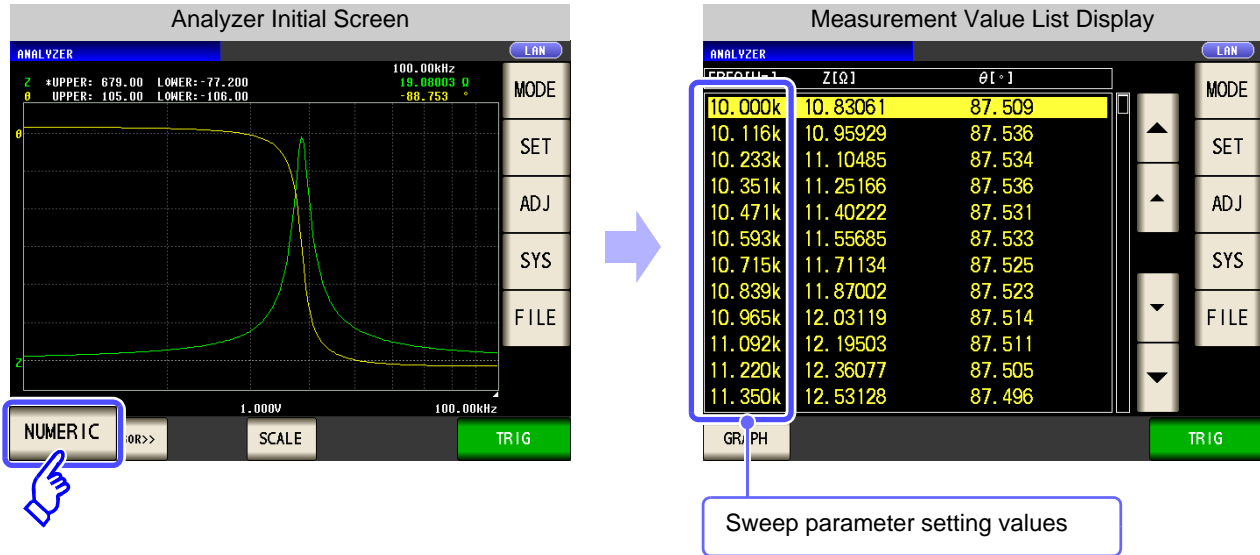 Analyzer Initial Screen
ANALYZER
LAN
100.00kHz
Z *UPPER: 679.00 LOWER:-77.200 19.08003 Ω
θ UPPER: 105.00 LOWER:-106.00 -88.753 °
θ
Z
1.000V 100.00kHz
MODE
SET
ADJ
SYS
FILE
NUMERIC
SCALE
TRIG
Measurement Value List Display
ANALYZER
LAN
Z[Ω] θ[°]
10.000k 10.83061 87.509
10.116k 10.95929 87.536
10.233k 11.10485 87.534
10.351k 11.25166 87.536
10.471k 11.40222 87.531
10.593k 11.55685 87.533
10.715k 11.71134 87.525
10.839k 11.87002 87.523
10.965k 12.03119 87.514
11.092k 12.19503 87.511
11.220k 12.36077 87.505
11.350k 12.53128 87.496
MODE
SET
ADJ
SYS
FILE
GRAPH
TRIG
Sweep parameter setting values